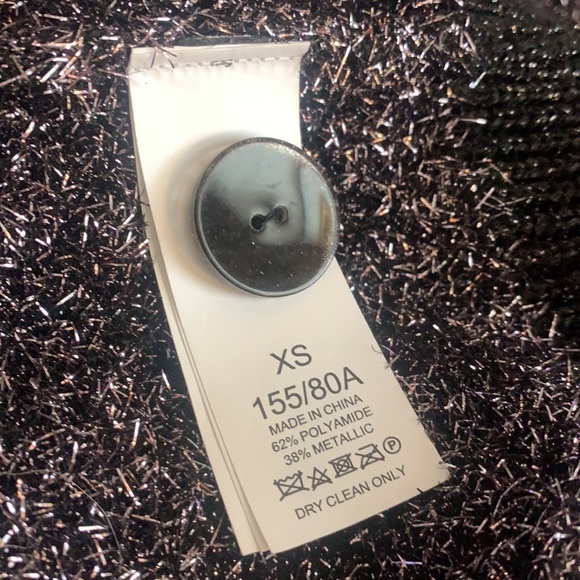 XS
155/80A
MADE IN CHINA
62% POLYAMIDE
38% METALLIC
P
DRY CLEAN ONLY